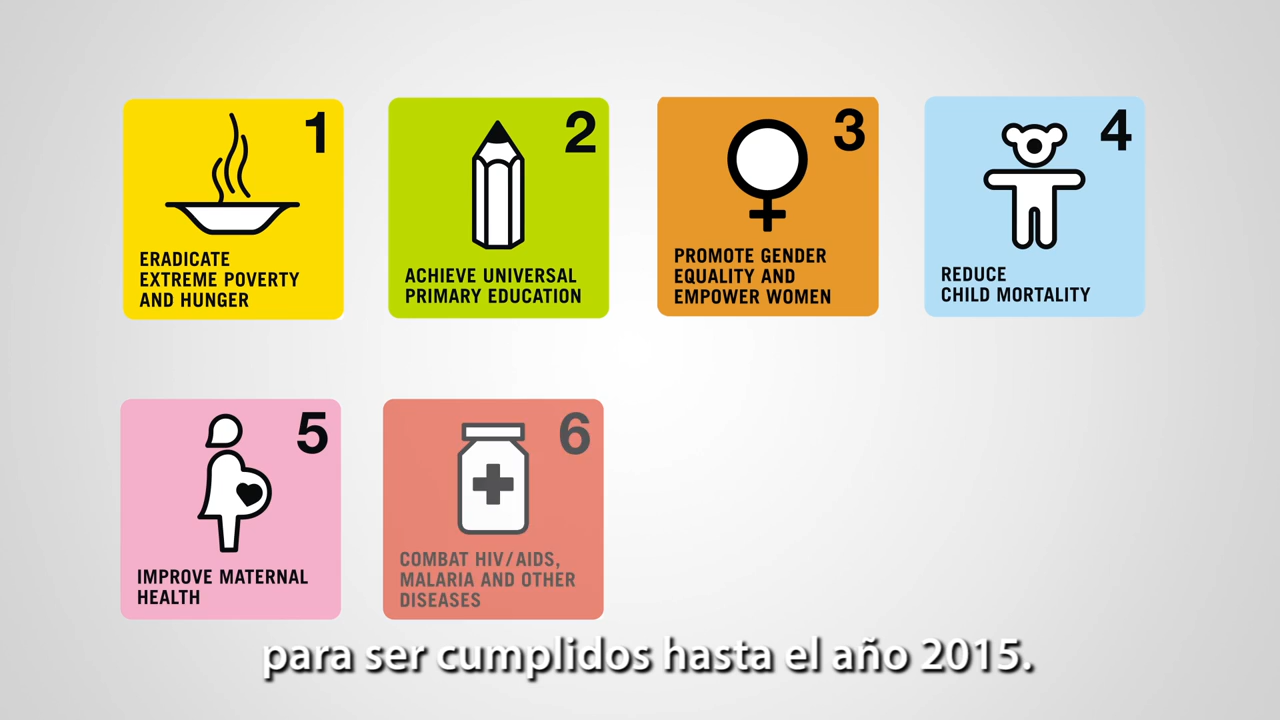 1
ERADICATE
EXTREME POVERTY
AND HUNGER
2
ACHIEVE UNIVERSAL
PRIMARY EDUCATION
3
PROMOTE GENDER
EQUALITY AND
EMPOWER WOMEN
4
REDUCE
CHILD MORTALITY
5
IMPROVE MATERNAL
HEALTH
6
COMBAT HIV/AIDS,
MALARIA AND OTHER
DISEASES
para ser cumplidos hasta el año 2015.